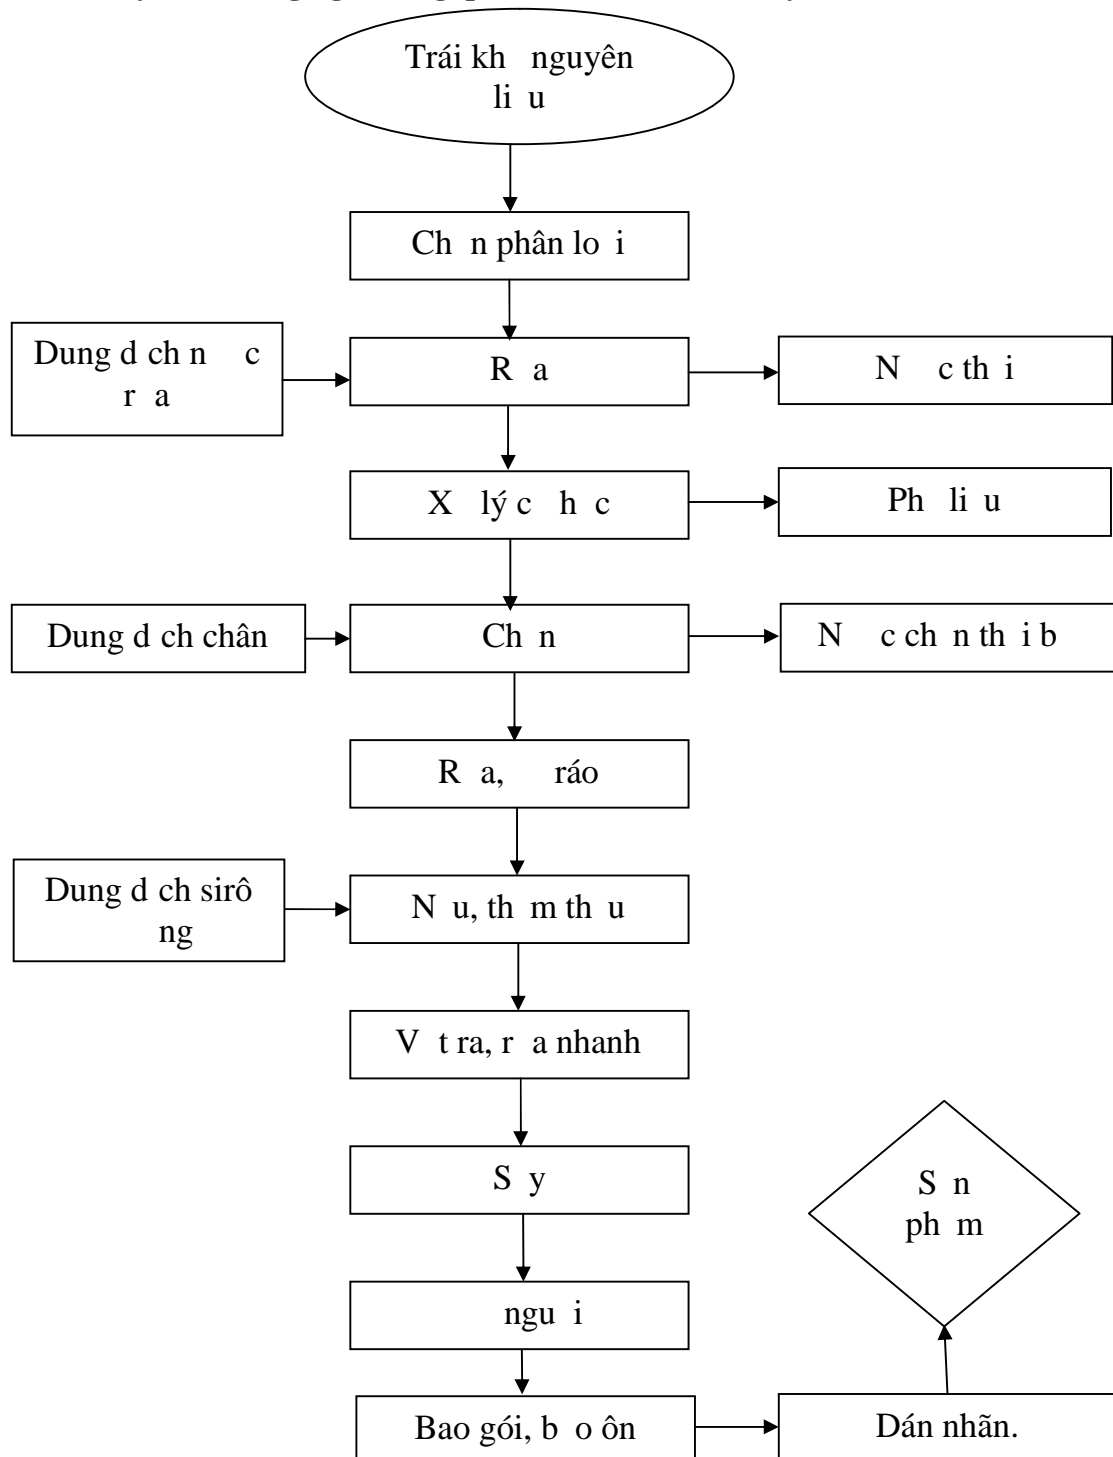 Trái kh nguyên
li u
Ch n phân lo i
Dung d ch n c
r a
R a
N c th i
X lý c h c
Ph li u
Dung d ch chân
Ch n
N c ch n th i b
R a, ráo
Dung d ch sirô
ng
N u, th m th u
V t ra, r a nhanh
S y
S n
ph m
ngu i
Bao gói, b o ôn
Dán nhãn.